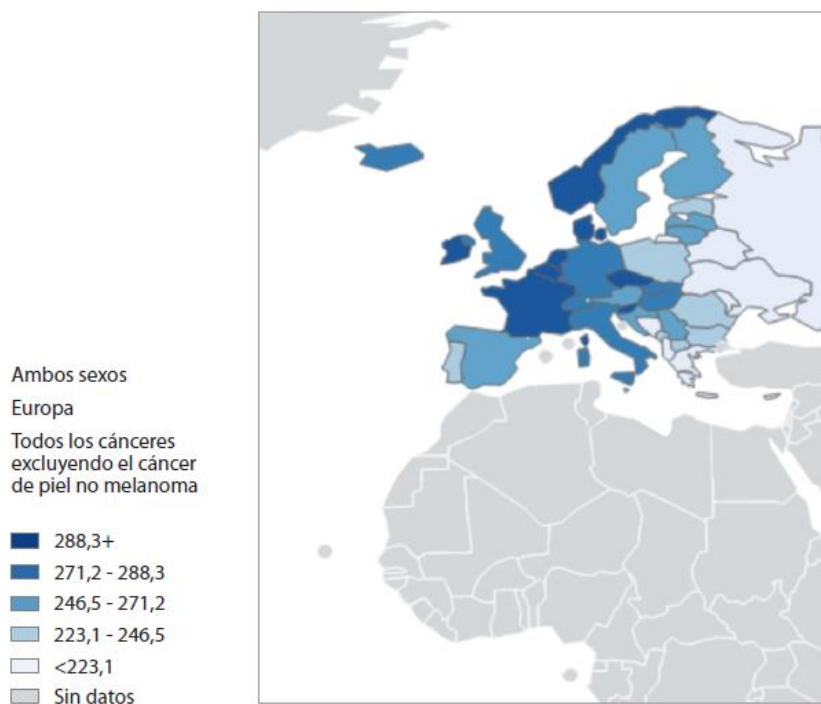 Ambos sexos
Europa
Todos los cánceres
excluyendo el cáncer
de piel no melanoma
288,3+
271,2 - 288,3
246,5 - 271,2
223,1 - 246,5
<223,1
Sin datos